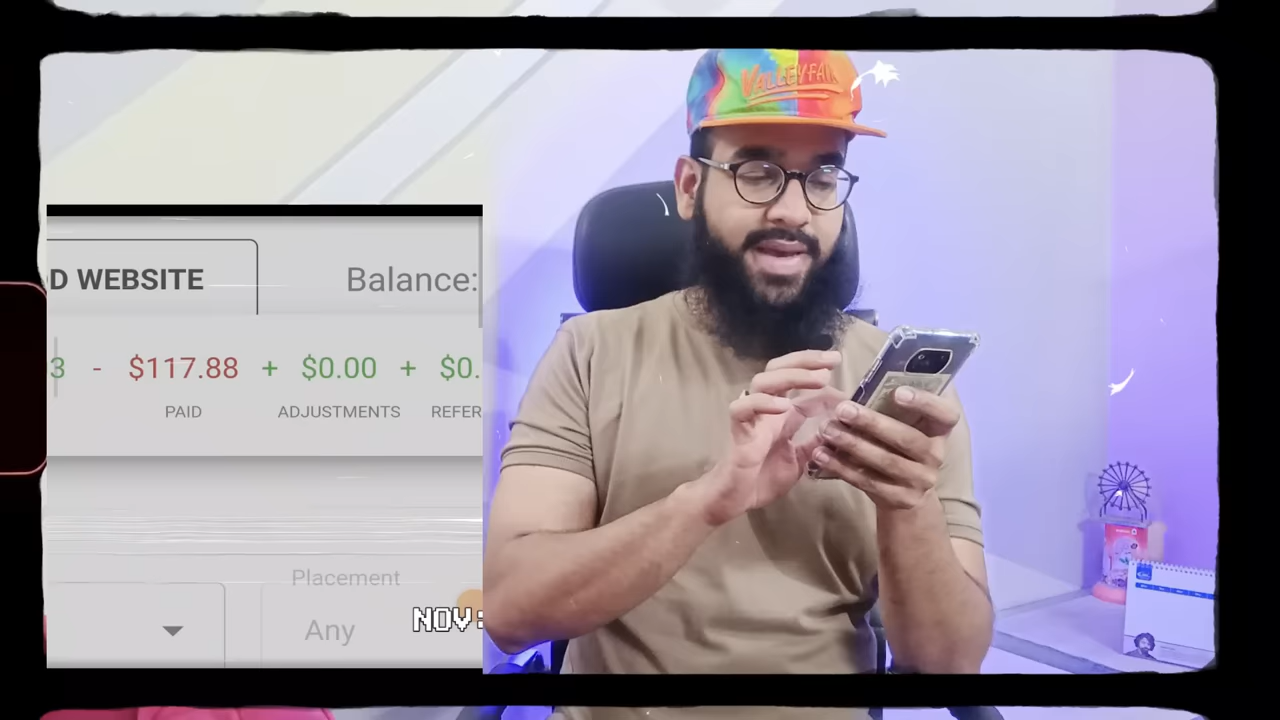 VALLEYFAIR
D WEBSITE
Balance:
3 - $117.88 + $0.00 + $0.
PAID ADJUSTMENTS REFER
Placement
Any
NOV: